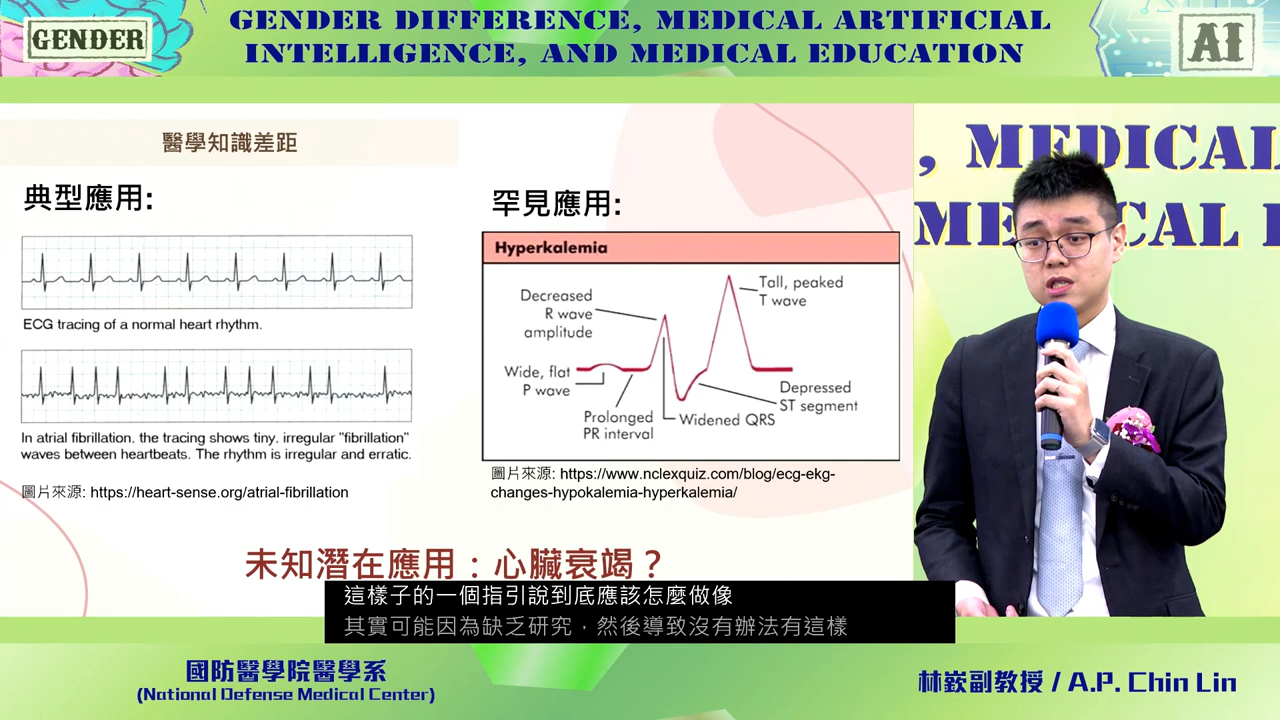 GENDER
GENDER DIFFERENCE, MEDICAL ARTIFICIAL
INTELLIGENCE, AND MEDICAL EDUCATION
AI
醫學知識差距
典型應用:
ECG tracing of a normal heart rhythm.
In atrial fibrillation, the tracing shows tiny, irregular "fibrillation"
waves between heartbeats. The rhythm is irregular and erratic.
圖片來源: https://heart-sense.org/atrial-fibrillation
罕見應用:
Hyperkalemia
Decreased
R wave
amplitude
Tall, peaked
T wave
Wide, flat
P wave
Prolonged
PR interval
Widened QRS
Depressed
ST segment
圖片來源: https://www.nclexquiz.com/blog/ecg-ekg-
changes-hypokalemia-hyperkalemia/
未知潛在應用：心臟衰竭？
, MEDICAL
MEDICAL E
這樣子的一個指引說到底應該怎麼做像
其實可能因為缺乏研究，然後導致沒有辦法有這樣
國防醫學院醫學系
(National Defense Medical Center)
林嶔副教授 / A.P. Chin Lin